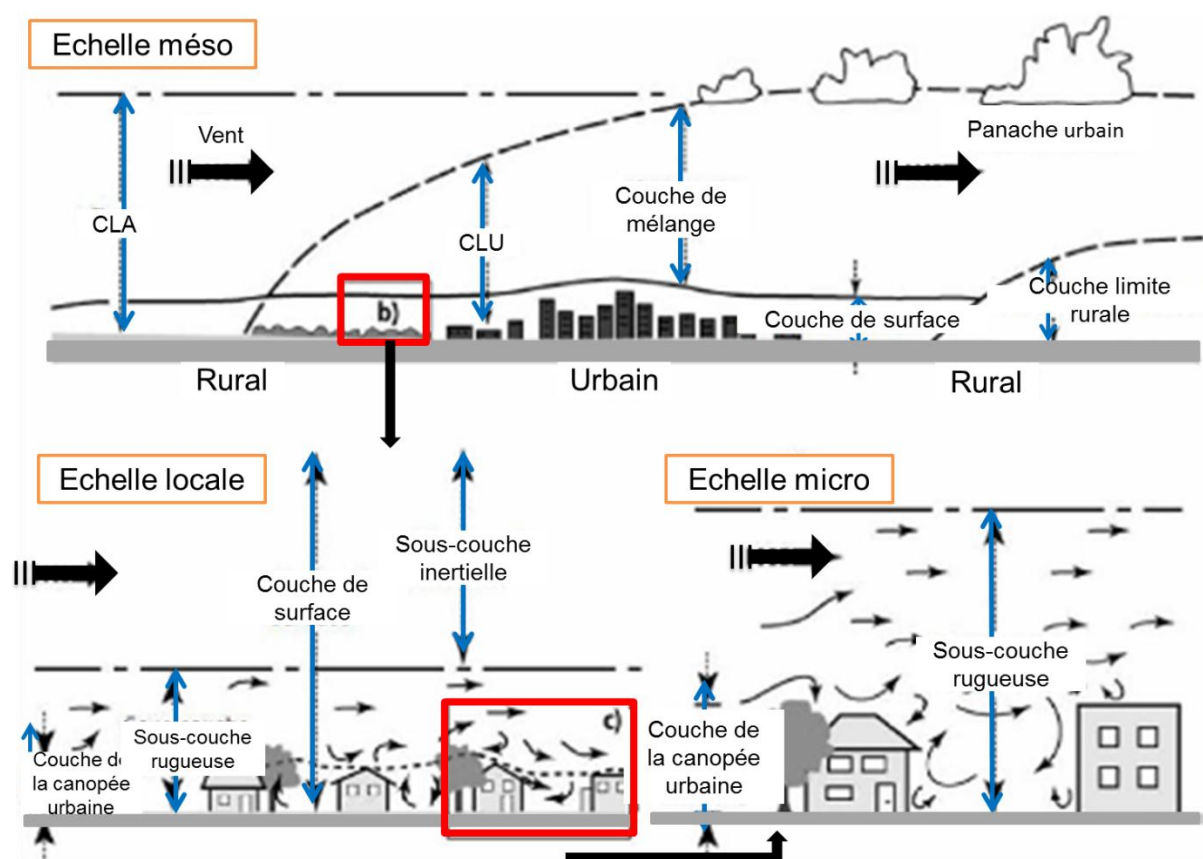 Echelle méso
Vent
Panache urbain
Couche de
mélange
CLA
CLU
b)
Couche de surface
Couche limite
rurale
Rural
Urbain
Rural
Echelle locale
Sous-couche
inertielle
Couche de
surface
c)
Sous-couche
rugueuse
Couche de
la canopée
urbaine
Echelle micro
Sous-couche
rugueuse
Couche de
la canopée
urbaine